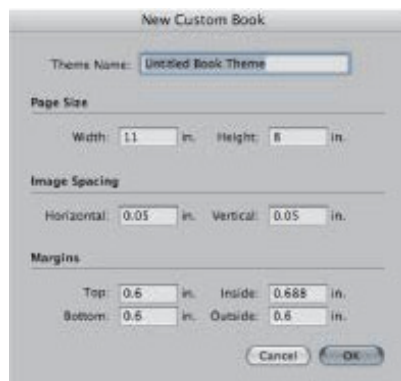 New Custom Book
Theme Name: Untitled Book Theme
Page Size
Width: 11 in. Height: 8 in.
Image Spacing
Horizontal: 0.05 in. Vertical: 0.05 in.
Margins
Top: 0.6 in. Inside: 0.688 in.
Bottom: 0.6 in. Outside: 0.6 in.
Cancel OK